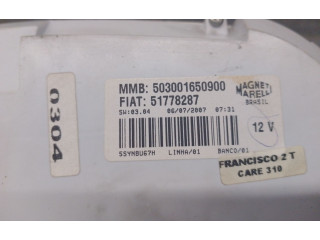 MMB: 503001650900
FIAT: 51778287
SW:03.04 06/07/2007 07:31
SSYMBU67H LINHA/01 BANCO/01
MAGNETI
MARELLI
BRASIL
12 V
0304
FRANCISCO 2 T
CARE 310